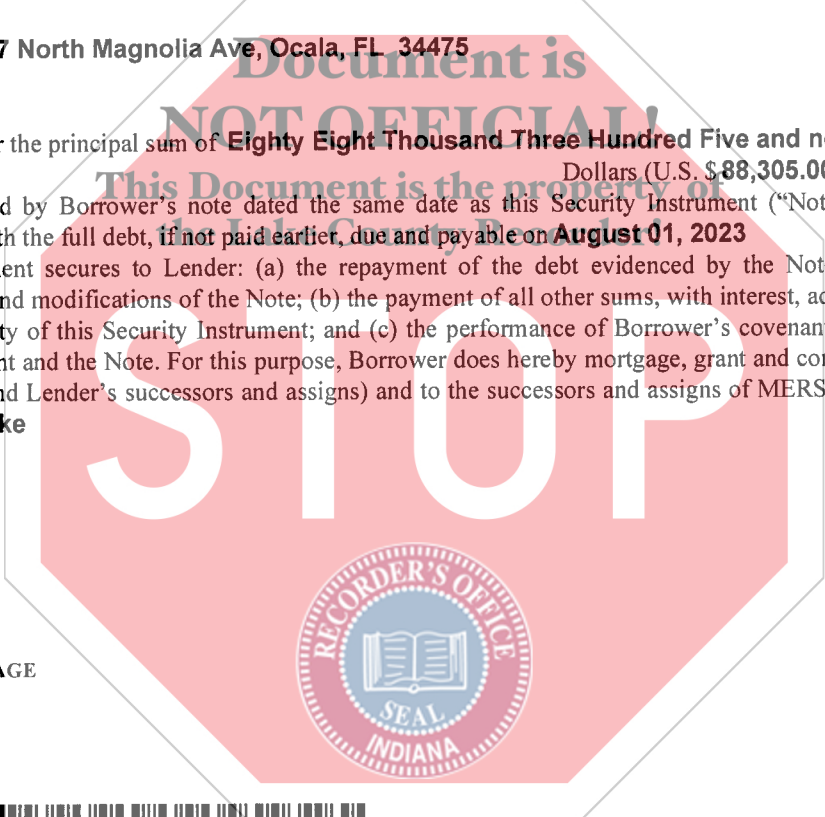 7 North Magnolia Ave, Ocala, FL 34475
Document is
NOT OFFICIAL!
r the principal sum of Eighty Eight Thousand Three Hundred Five and n
Dollars (U.S. $88,305.0
This Document is the property of
d by Borrower's note dated the same date as this Security Instrument ("Not
the Lake County Recorder!
th the full debt, if not paid earlier, due and payable on August 01, 2023
ent secures to Lender: (a) the repayment of the debt evidenced by the Not
nd modifications of the Note; (b) the payment of all other sums, with interest, ad
ty of this Security Instrument; and (c) the performance of Borrower's covenan
nt and the Note. For this purpose, Borrower does hereby mortgage, grant and co
nd Lender's successors and assigns) and to the successors and assigns of MERS
ke
STOP
RECORDER'S OFFICE
SEAL
INDIANA
AGE